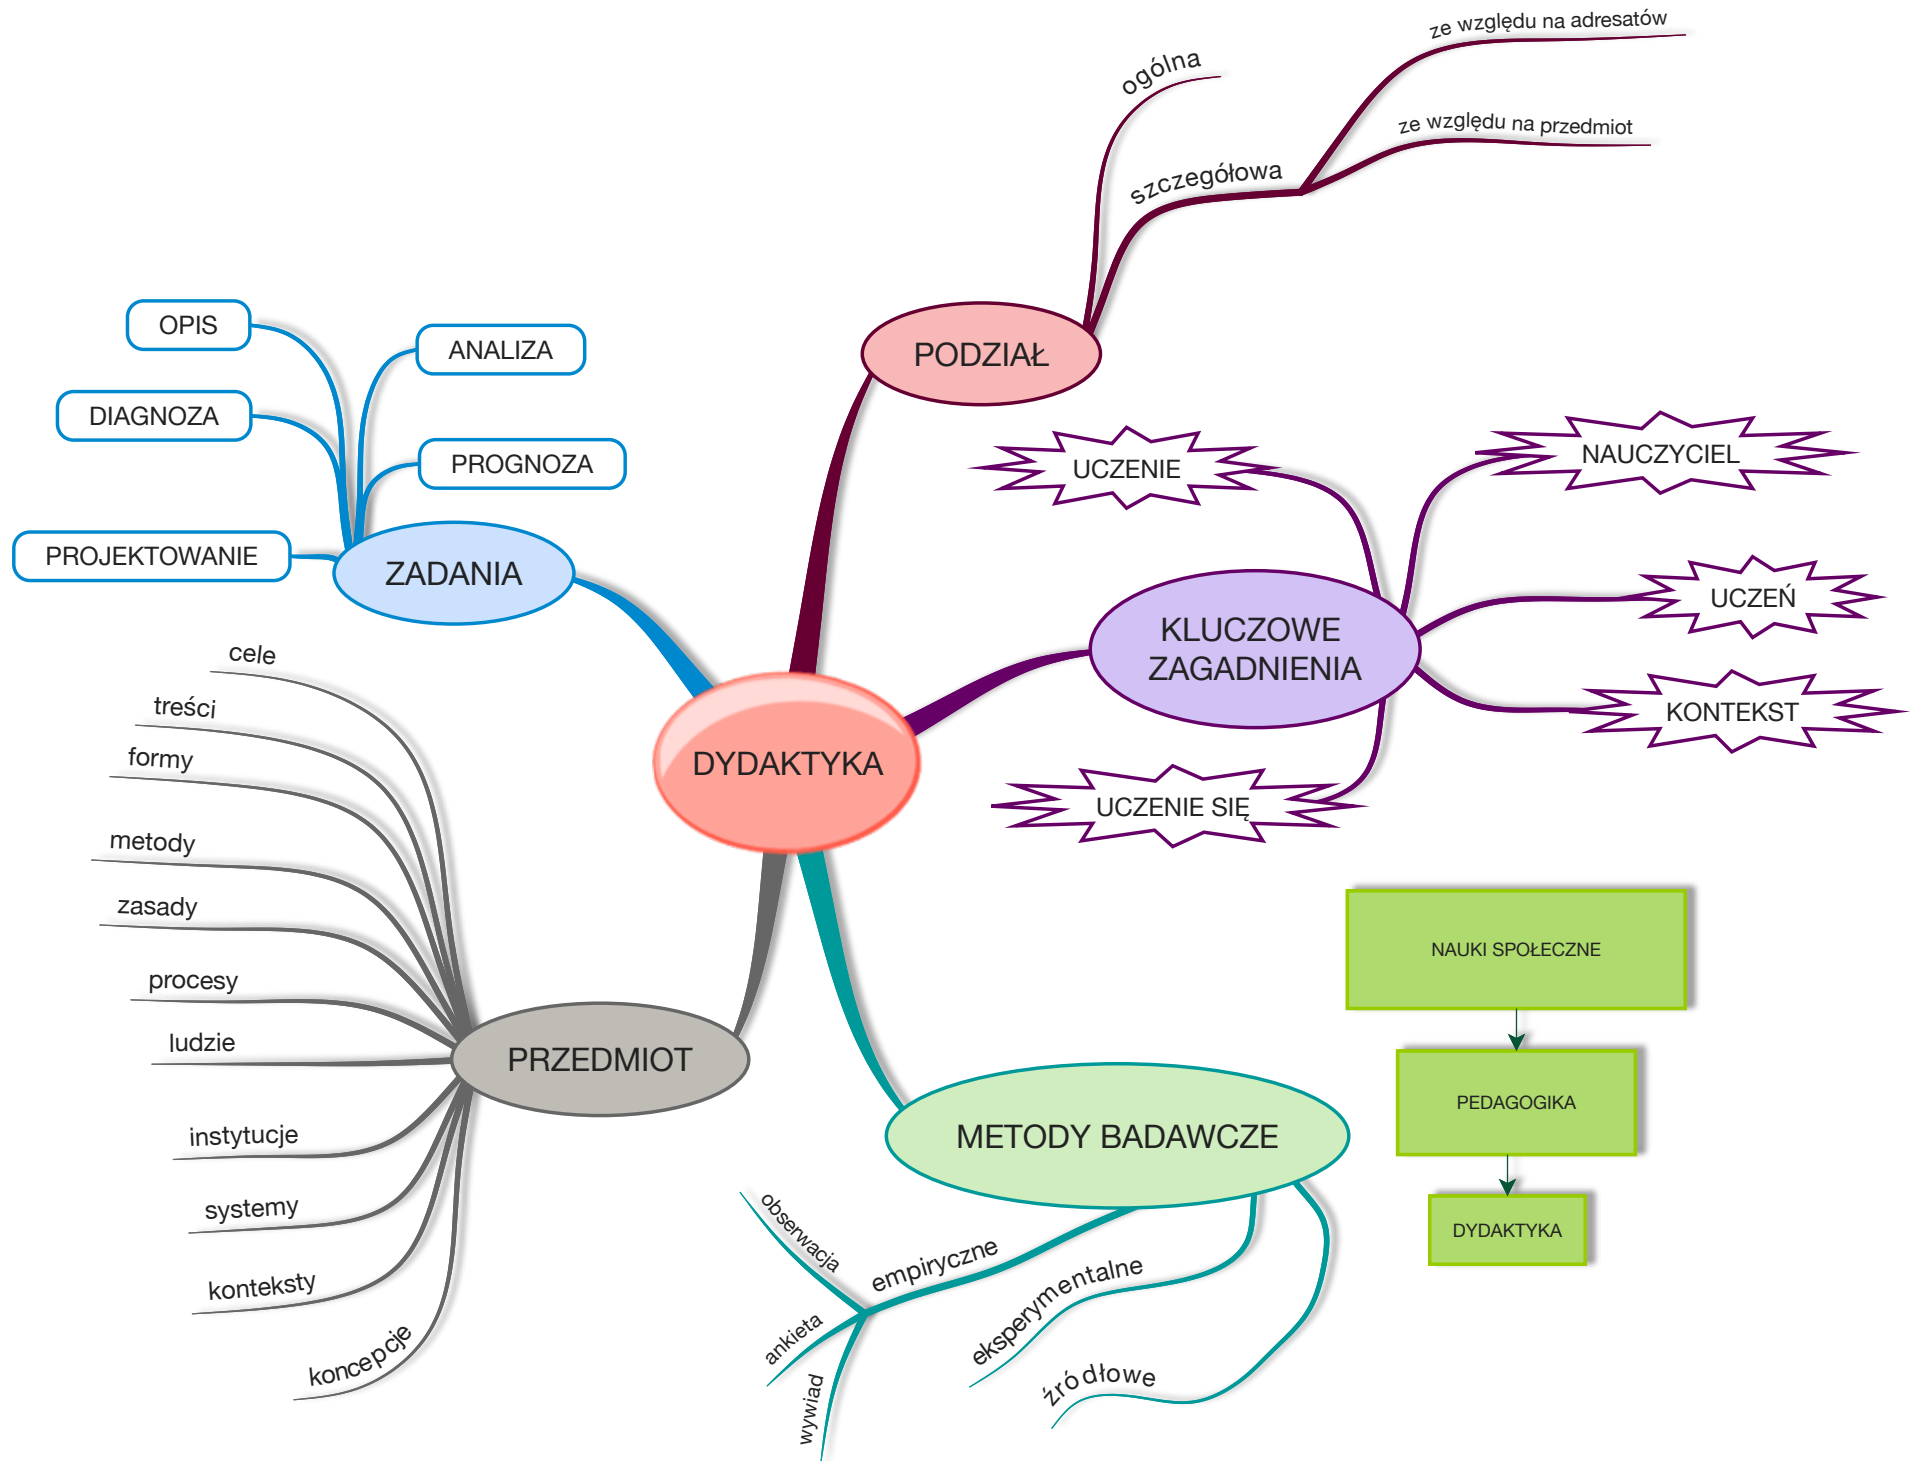 ze względu na adresatów
ogólna
ze względu na przedmiot
szczegółowa
PODZIAŁ
OPIS
ANALIZA
DIAGNOZA
PROGNOZA
PROJEKTOWANIE
ZADANIA
UCZENIE
NAUCZYCIEL
UCZEŃ
KLUCZOWE
ZAGADNIENIA
KONTEKST
UCZENIE SIĘ
DYDAKTYKA
cele
treści
formy
metody
zasady
procesy
ludzie
instytucje
systemy
konteksty
koncepcje
PRZEDMIOT
METODY BADAWCZE
empiryczne
obserwacja
ankieta
wywiad
eksperymentalne
źródłowe
NAUKI SPOŁECZNE
PEDAGOGIKA
DYDAKTYKA